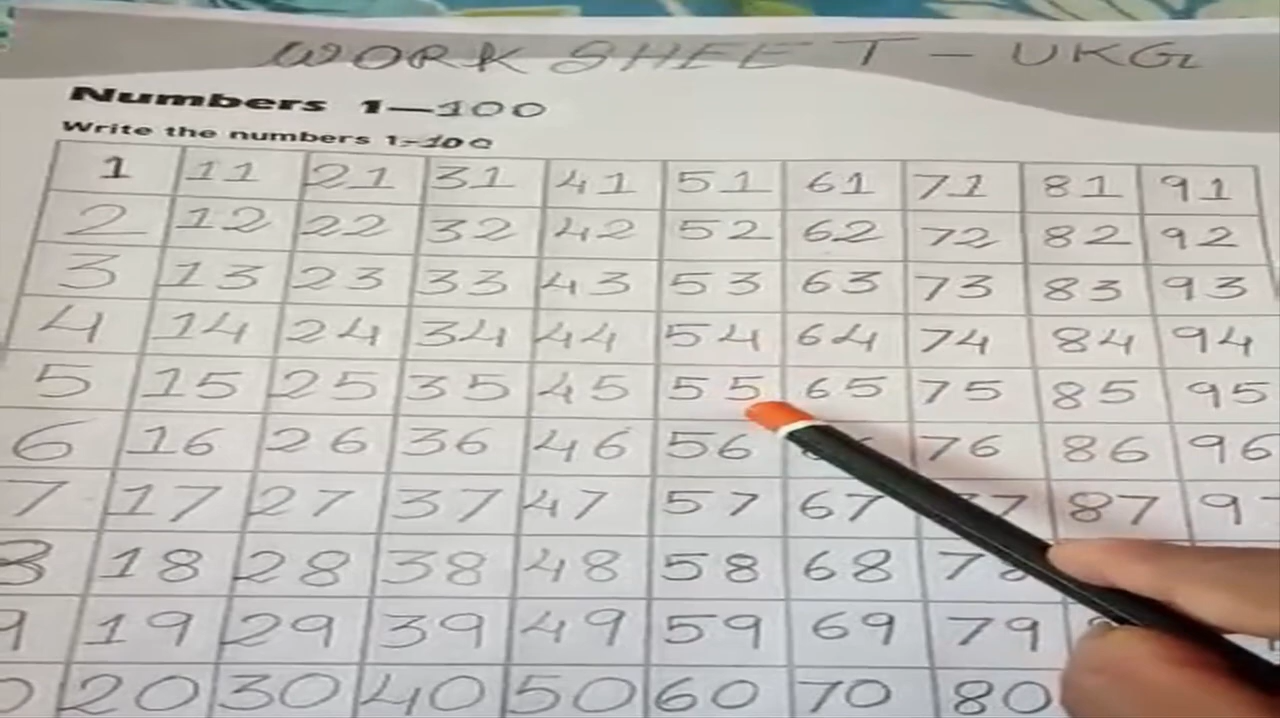 WORK SHEET - UKG
Numbers 1—100
Write the numbers 1-100
1 11 21 31 41 51 61 71 81 91
2 12 22 32 42 52 62 72 82 92
3 13 23 33 43 53 63 73 83 93
4 14 24 34 44 54 64 74 84 94
5 15 25 35 45 55 65 75 85 95
6 16 26 36 46 56 76 86 96
7 17 27 37 47 57 67 87
8 18 28 38 48 58 68 78
9 19 29 39 49 59 69 79
20 30 40 50 60 70 80